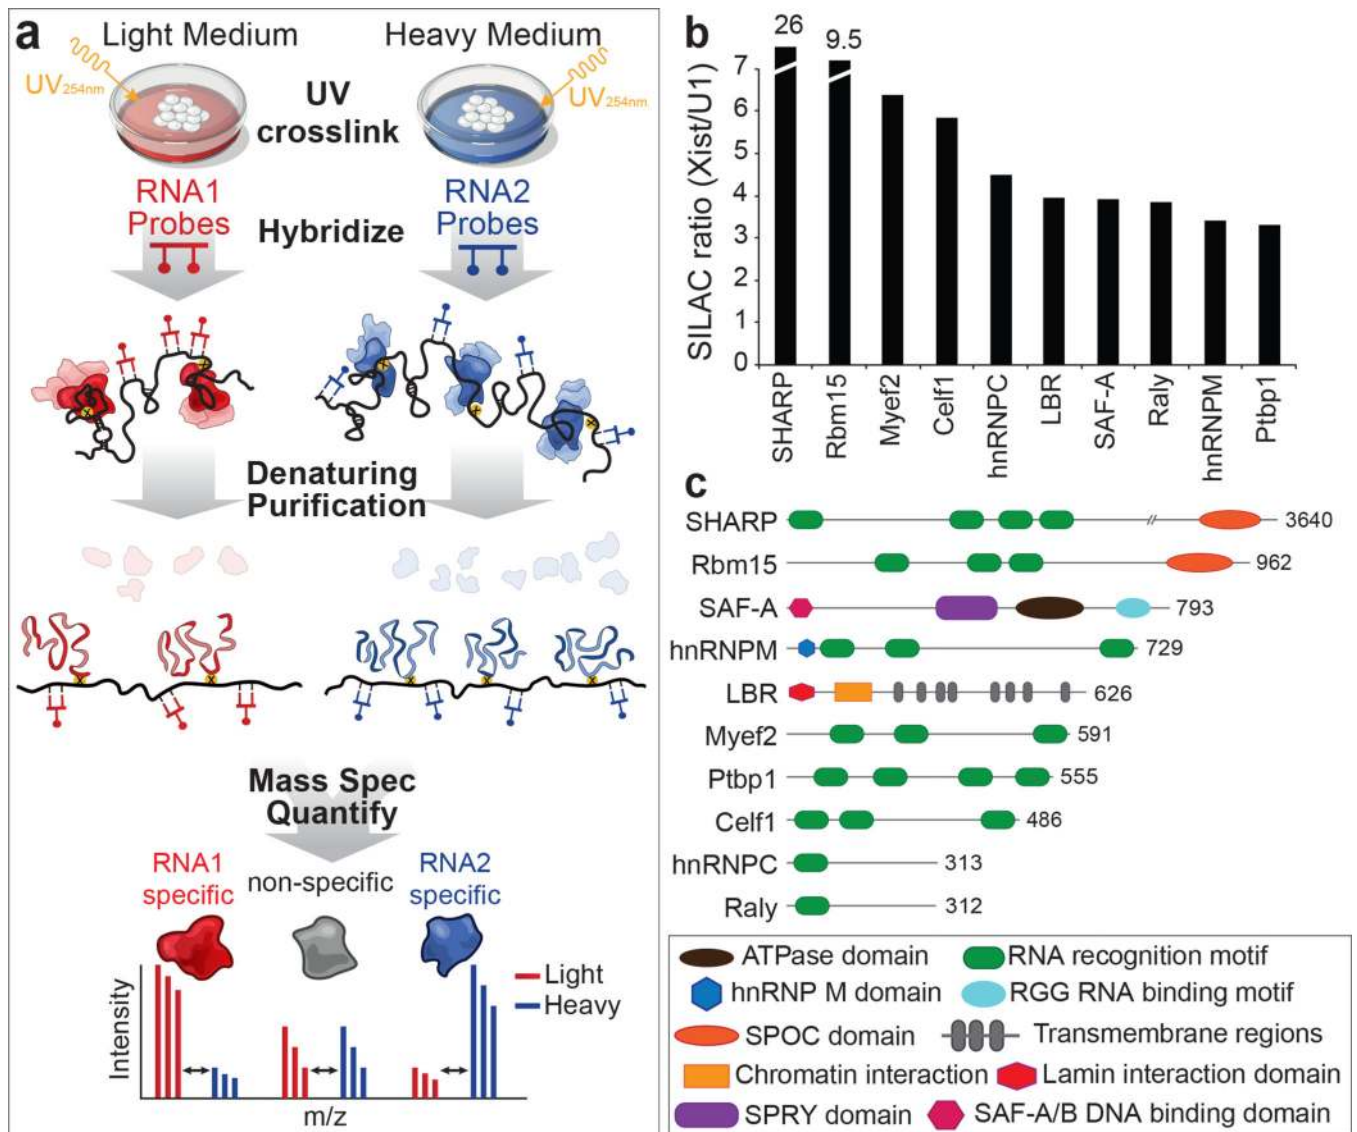 a
Light Medium
Heavy Medium
UV254nm
UV
crosslink
UV254nm
RNA1
Probes
Hybridize
RNA2
Probes
X
X
X
X
X
Denaturing
Purification
X
X
X
X
X
Mass Spec
Quantify
RNA1
specific
non-specific
RNA2
specific
Light
Heavy
Intensity
m/z
b
SILAC ratio (Xist/U1)
26
9.5
7
6
5
4
3
2
1
0
SHARP
Rbm15
Myef2
Celf1
hnRNPC
LBR
SAF-A
Raly
hnRNPM
Ptbp1
c
SHARP // 3640
Rbm15 962
SAF-A 793
hnRNPM 729
LBR 626
Myef2 591
Ptbp1 555
Celf1 486
hnRNPC 313
Raly 312
ATPase domain RNA recognition motif
hnRNP M domain RGG RNA binding motif
SPOC domain Transmembrane regions
Chromatin interaction Lamin interaction domain
SPRY domain SAF-A/B DNA binding domain